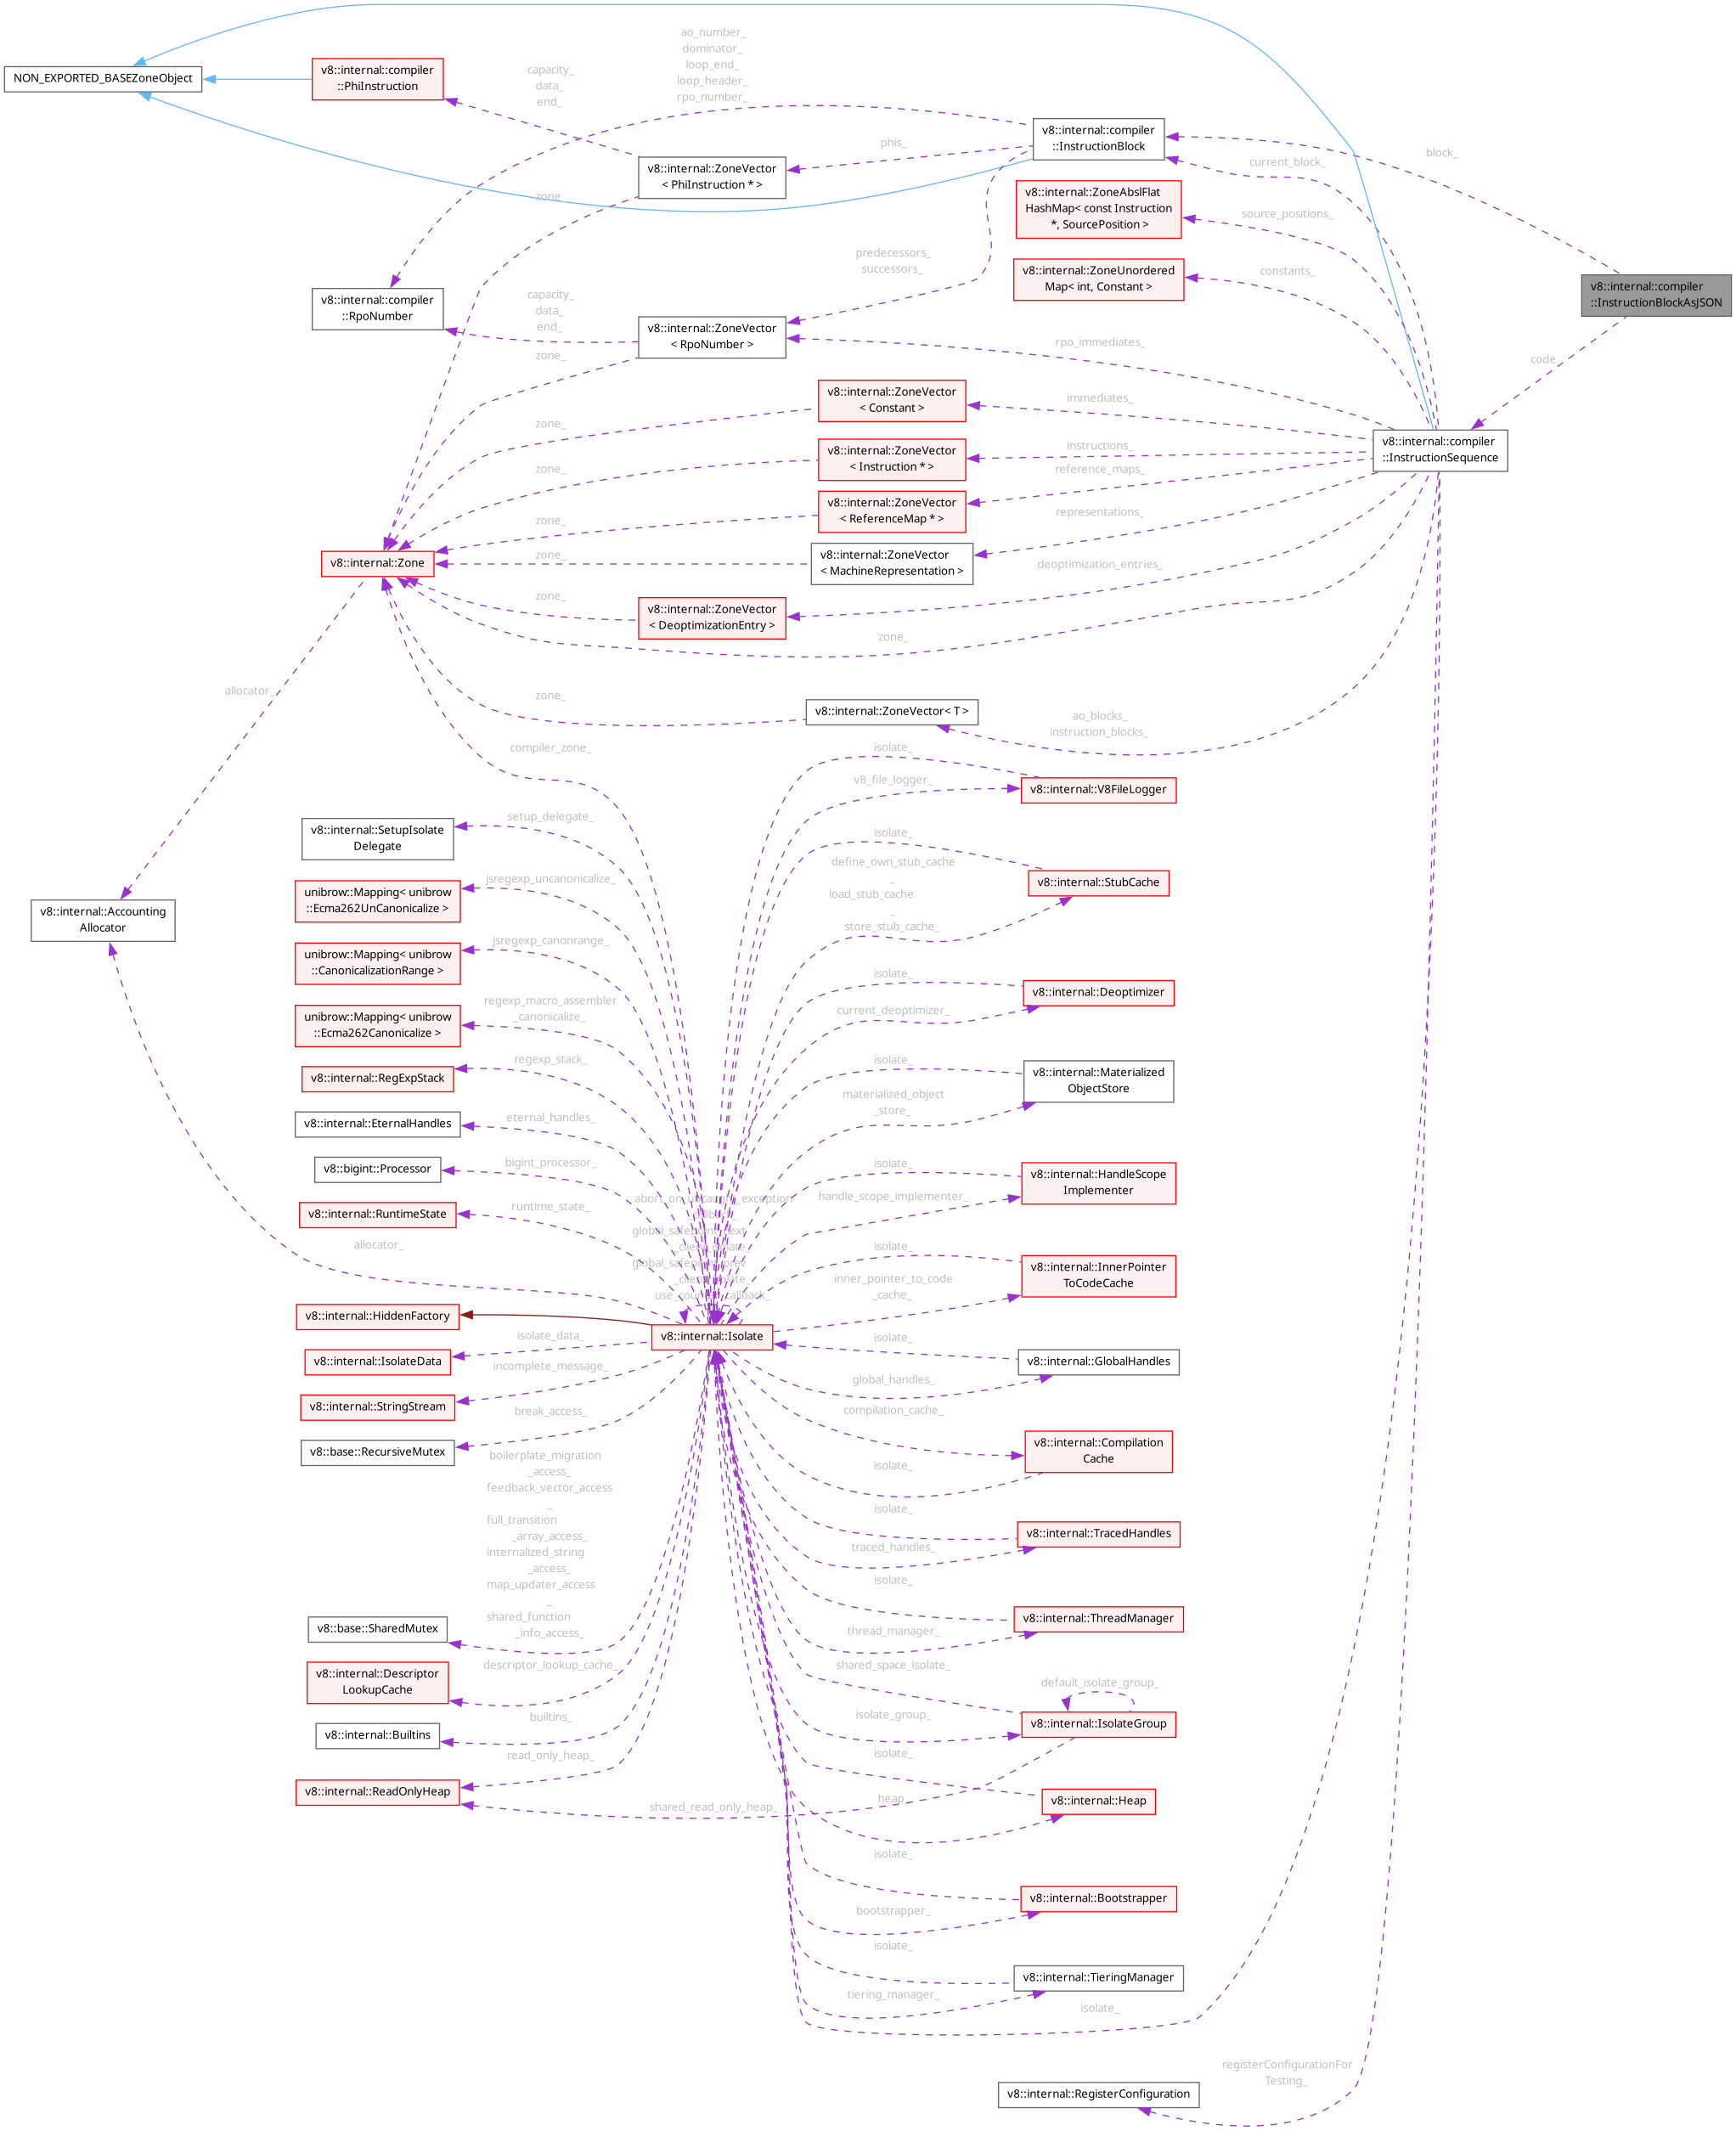 ao_number_
dominator_
loop_end_
loop_header_
rpo_number_
capacity_
data_
end_
NON_EXPORTED_BASEZoneObject
v8::internal::compiler
::PhiInstruction
v8::internal::compiler
::InstructionBlock
phis_
block_
current_block_
v8::internal::ZoneVector
< PhiInstruction * >
zone_
v8::internal::ZoneAbslFlat
HashMap< const Instruction
*, SourcePosition >
source_positions_
predecessors_
successors_
v8::internal::ZoneUnordered
Map< int, Constant >
constants_
v8::internal::compiler
::InstructionBlockAsJSON
v8::internal::compiler
::RpoNumber
capacity_
data_
end_
v8::internal::ZoneVector
< RpoNumber >
rpo_immediates_
zone_
code_
v8::internal::ZoneVector
< Constant >
immediates_
zone_
v8::internal::compiler
::InstructionSequence
v8::internal::ZoneVector
< Instruction * >
instructions_
zone_
reference_maps_
v8::internal::ZoneVector
< ReferenceMap * >
zone_
representations_
v8::internal::Zone
zone_
v8::internal::ZoneVector
< MachineRepresentation >
deoptimization_entries_
zone_
v8::internal::ZoneVector
< DeoptimizationEntry >
zone_
allocator_
zone_
v8::internal::ZoneVector< T >
ao_blocks_
instruction_blocks_
compiler_zone_
isolate_
v8_file_logger_
v8::internal::V8FileLogger
v8::internal::SetupIsolate
Delegate
setup_delegate_
isolate_
define_own_stub_cache
_
load_stub_cache
_
store_stub_cache_
v8::internal::StubCache
unibrow::Mapping< unibrow
::Ecma262UnCanonicalize >
jsregexp_uncanonicalize_
v8::internal::Accounting
Allocator
unibrow::Mapping< unibrow
::CanonicalizationRange >
jsregexp_canonrange_
isolate_
v8::internal::Deoptimizer
current_deoptimizer_
unibrow::Mapping< unibrow
::Ecma262Canonicalize >
regexp_macro_assembler
_canonicalize_
v8::internal::RegExpStack
regexp_stack_
isolate_
v8::internal::Materialized
ObjectStore
materialized_object
_store_
v8::internal::EternalHandles
eternal_handles_
v8::bigint::Processor
bigint_processor_
isolate_
v8::internal::HandleScope
Implementer
handle_scope_implementer_
v8::internal::RuntimeState
runtime_state_
abort_on_uncaught_exception
_callback_
global_safepoint_next
_client_isolate_
global_safepoint_prev
_client_isolate_
use_counter_callback_
allocator_
isolate_
v8::internal::InnerPointer
ToCodeCache
inner_pointer_to_code
_cache_
v8::internal::HiddenFactory
v8::internal::Isolate
v8::internal::IsolateData
isolate_data_
isolate_
v8::internal::GlobalHandles
global_handles_
v8::internal::StringStream
incomplete_message_
compilation_cache_
v8::base::RecursiveMutex
break_access_
v8::internal::Compilation
Cache
isolate_
boilerplate_migration
_access_
feedback_vector_access
_
full_transition
_array_access_
internalized_string
_access_
map_updater_access
_
shared_function
_info_access_
isolate_
v8::internal::TracedHandles
traced_handles_
isolate_
v8::internal::ThreadManager
thread_manager_
v8::base::SharedMutex
v8::internal::Descriptor
LookupCache
descriptor_lookup_cache_
shared_space_isolate_
default_isolate_group_
isolate_group_
v8::internal::IsolateGroup
v8::internal::Builtins
builtins_
read_only_heap_
isolate_
v8::internal::ReadOnlyHeap
shared_read_only_heap_
heap_
v8::internal::Heap
isolate_
v8::internal::Bootstrapper
bootstrapper_
isolate_
v8::internal::TieringManager
tiering_manager_
isolate_
registerConfigurationFor
Testing_
v8::internal::RegisterConfiguration